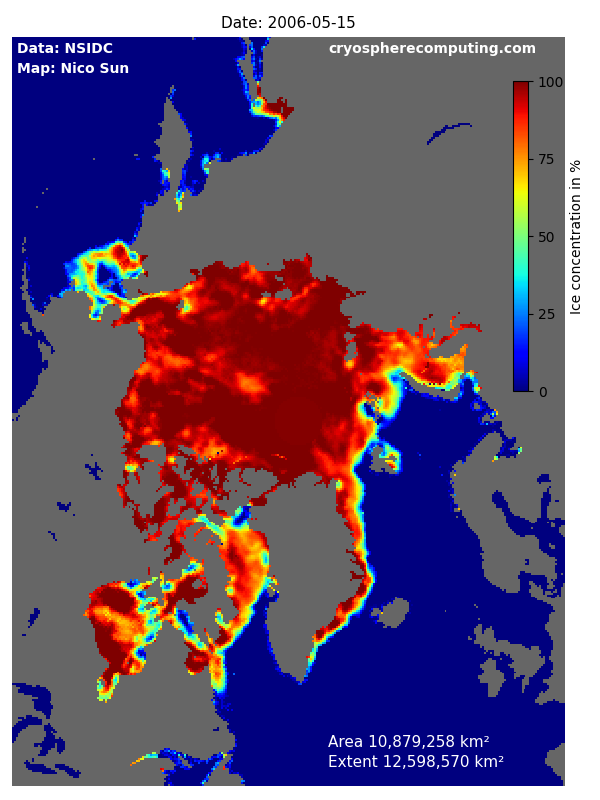 Date: 2006-05-15
Data: NSIDC
Map: Nico Sun
cryospherecomputing.com
100
75
50
25
0
Ice concentration in %
Area 10,879,258 km²
Extent 12,598,570 km²